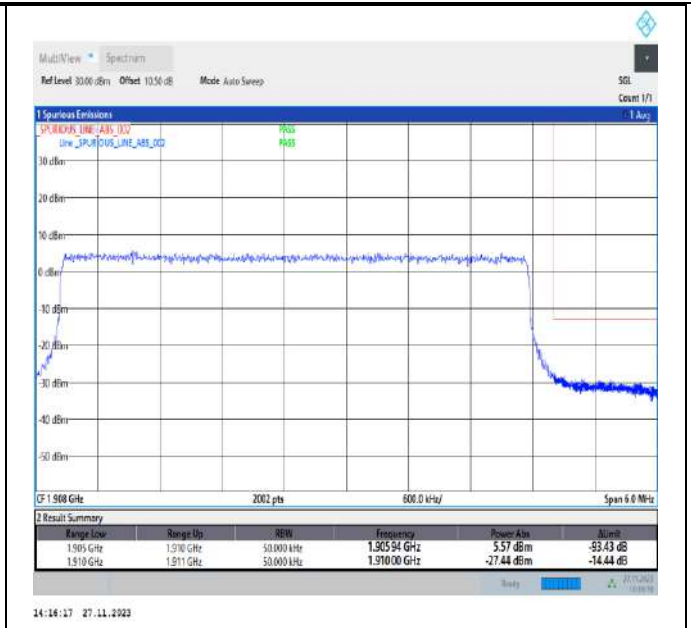 MultiView Spectrum
Ref Level 30.00 dBm Offset 10.50 dB Mode Auto Sweep SGL
Count 1/1
1 Spurious Emissions 1 Avg
_SPURIOUS_LINE_ABS_002 PASS
Line _SPURIOUS_LINE_ABS_002 PASS
30 dBm
20 dBm
10 dBm
0 dBm
-10 dBm
-20 dBm
-30 dBm
-40 dBm
-50 dBm
CF 1.908 GHz 2002 pts 600.0 kHz/ Span 6.0 MHz
2 Result Summary
Range Low Range Up RBW Frequency Power Abs ΔLimit
1.905 GHz 1.910 GHz 50.000 kHz 1.90594 GHz 5.57 dBm -93.43 dB
1.910 GHz 1.911 GHz 50.000 kHz 1.91000 GHz -27.44 dBm -14.44 dB
Ready 27.11.2023
14:16:17 27.11.2023